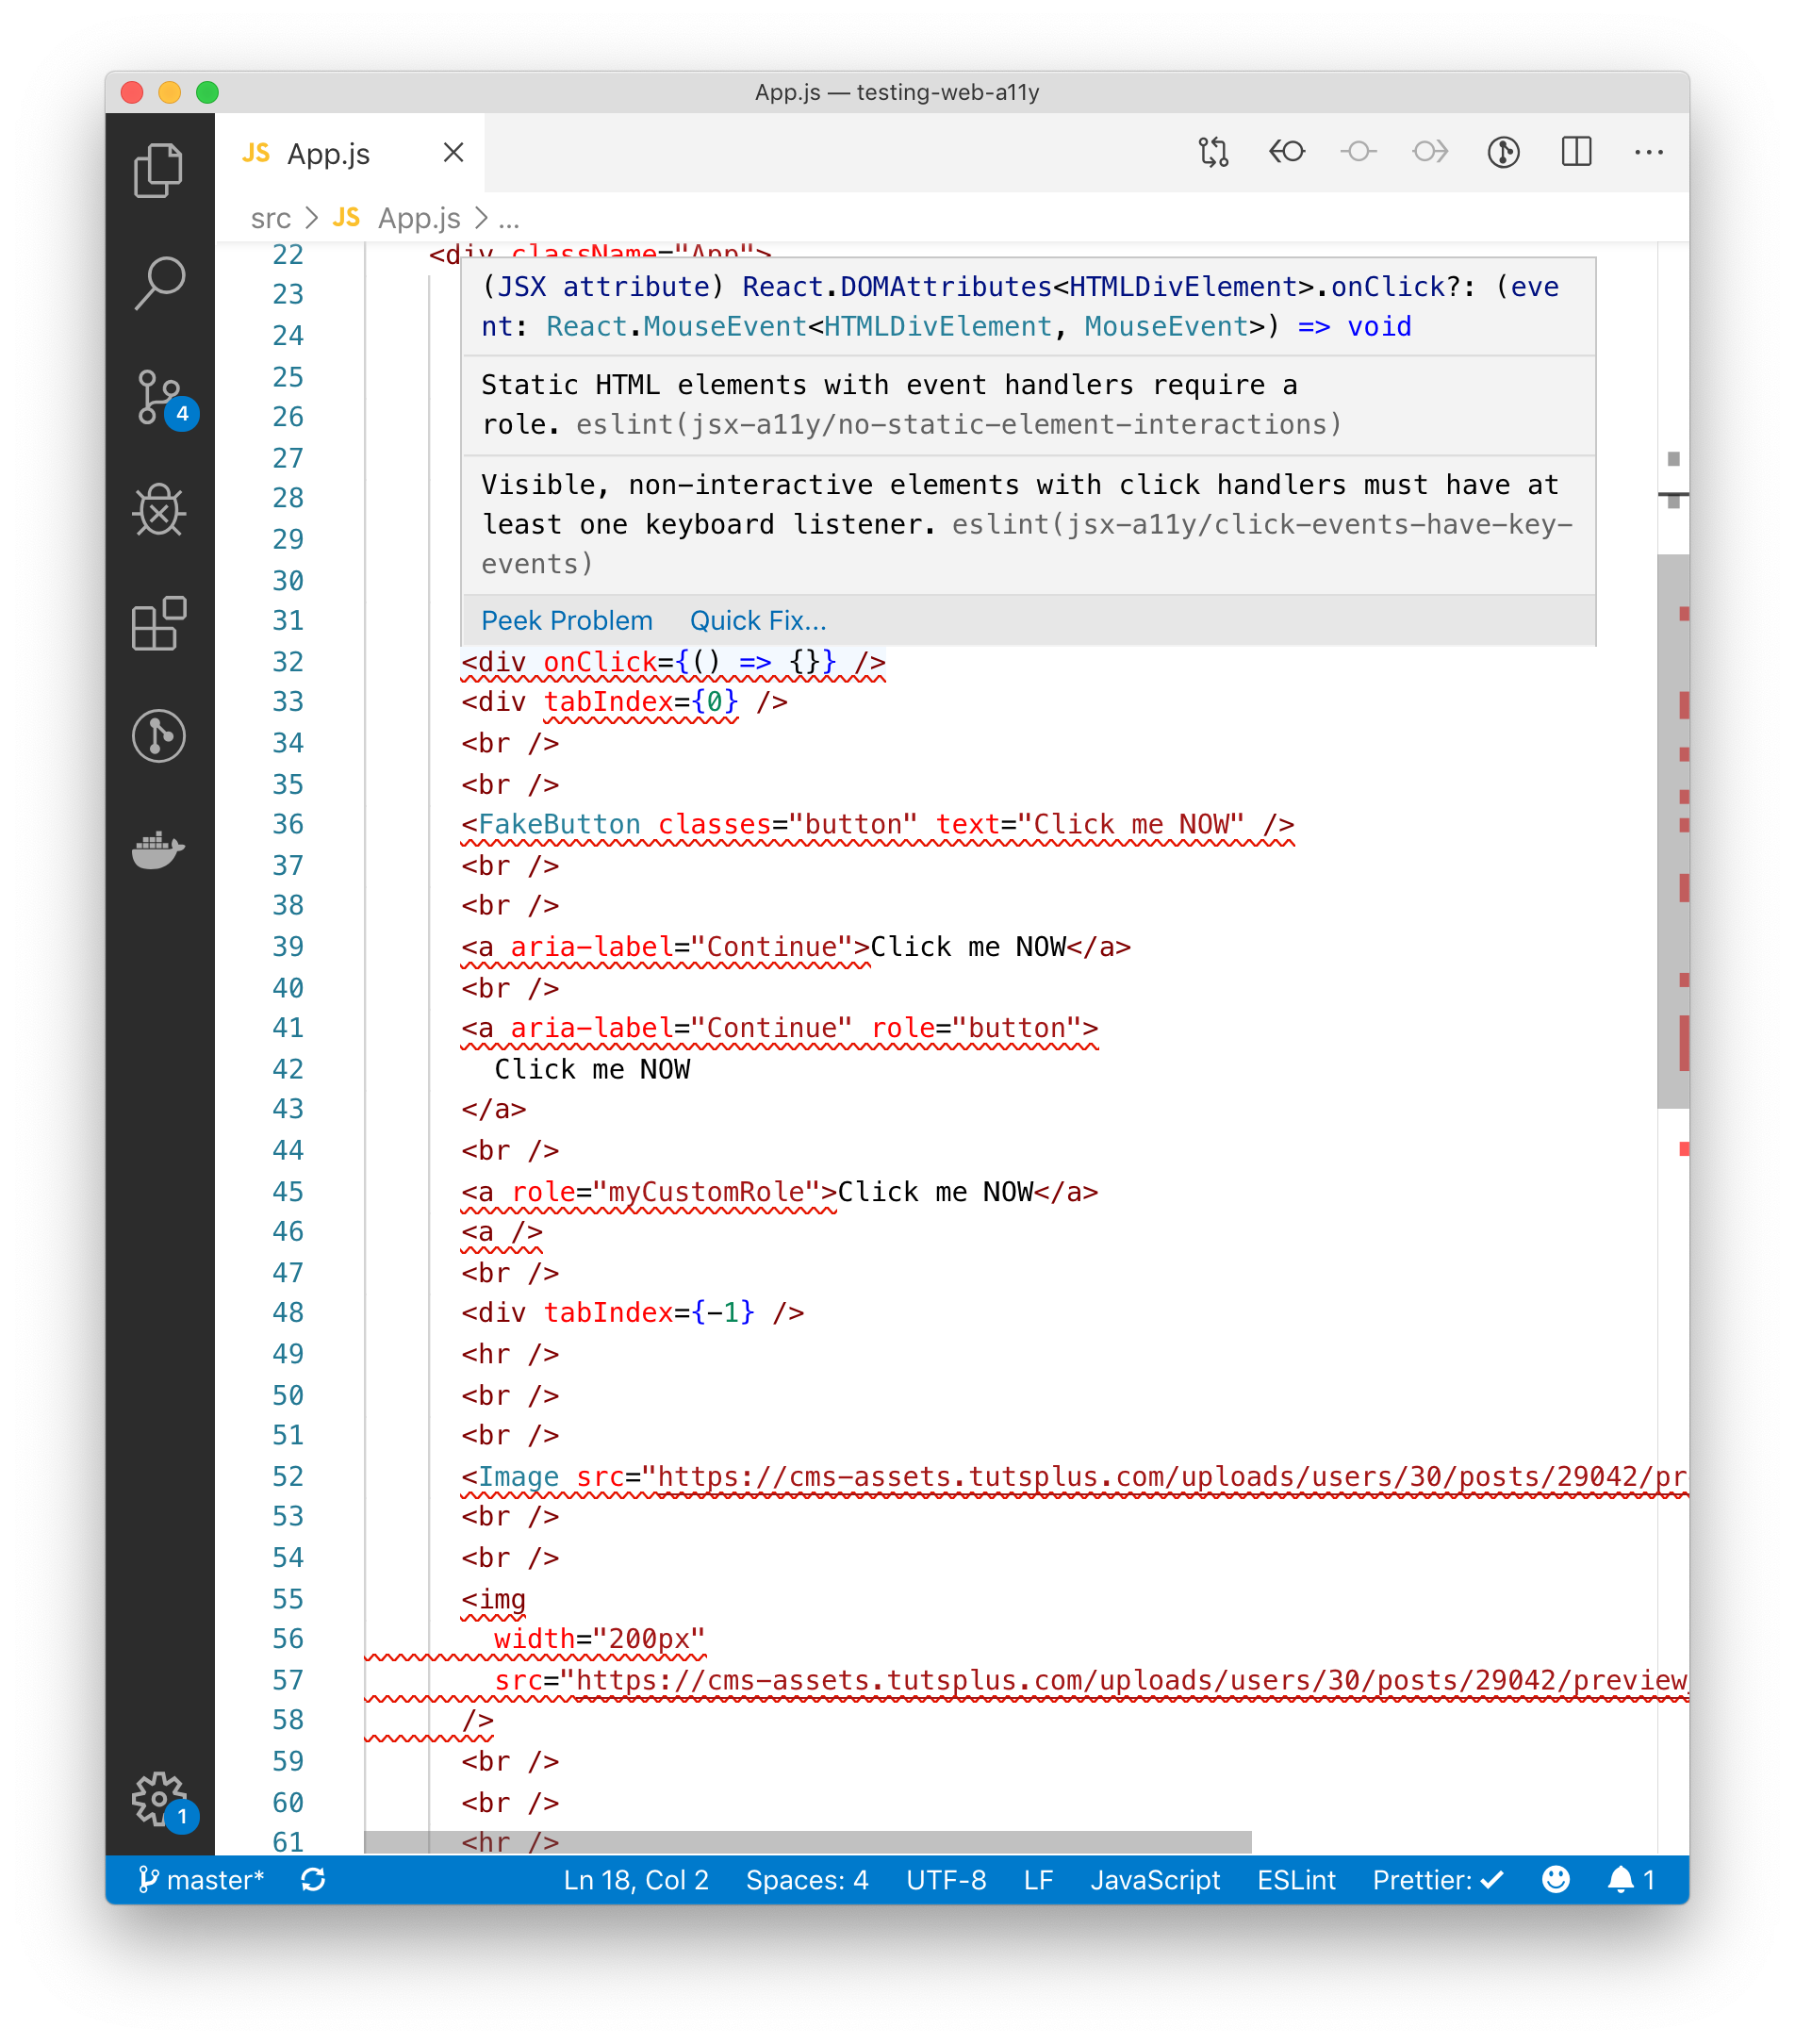 App.js — testing-web-a11y
JS App.js
src > JS App.js > ...
22 <div className="App">
23
24
25
26
27
28
29
30
31
(JSX attribute) React.DOMAttributes<HTMLDivElement>.onClick?: (eve
nt: React.MouseEvent<HTMLDivElement, MouseEvent>) => void
Static HTML elements with event handlers require a
role. eslint(jsx-a11y/no-static-element-interactions)
Visible, non-interactive elements with click handlers must have at
least one keyboard listener. eslint(jsx-a11y/click-events-have-key-
events)
Peek Problem Quick Fix...
32 <div onClick={() => {}} />
33 <div tabIndex={0} />
34 <br />
35 <br />
36 <FakeButton classes="button" text="Click me NOW" />
37 <br />
38 <br />
39 <a aria-label="Continue">Click me NOW</a>
40 <br />
41 <a aria-label="Continue" role="button">
42 Click me NOW
43 </a>
44 <br />
45 <a role="myCustomRole">Click me NOW</a>
46 <a />
47 <br />
48 <div tabIndex={-1} />
49 <hr />
50 <br />
51 <br />
52 <Image src="https://cms-assets.tutsplus.com/uploads/users/30/posts/29042/pr
53 <br />
54 <br />
55 <img
56 width="200px"
57 src="https://cms-assets.tutsplus.com/uploads/users/30/posts/29042/preview_
58 />
59 <br />
60 <br />
61 <hr />
4
1
master* Ln 18, Col 2 Spaces: 4 UTF-8 LF JavaScript ESLint Prettier: ✓ 1